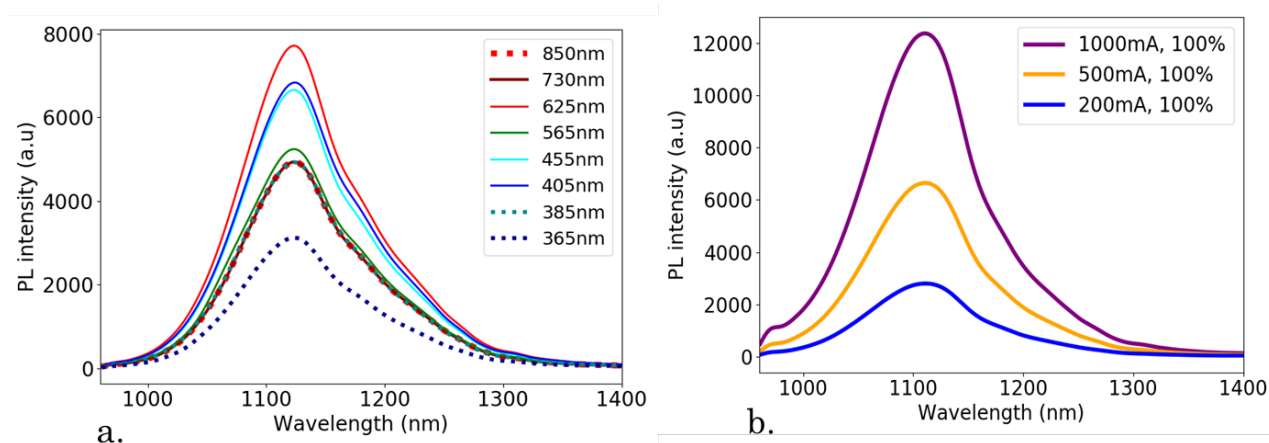 8000
6000
4000
2000
0
PL intensity (a.u)
1000 1100 1200 1300 1400
Wavelength (nm)
850nm
730nm
625nm
565nm
455nm
405nm
385nm
365nm
a.
12000
10000
8000
6000
4000
2000
0
PL intensity (a.u)
1000 1100 1200 1300 1400
Wavelength (nm)
1000mA, 100%
500mA, 100%
200mA, 100%
b.